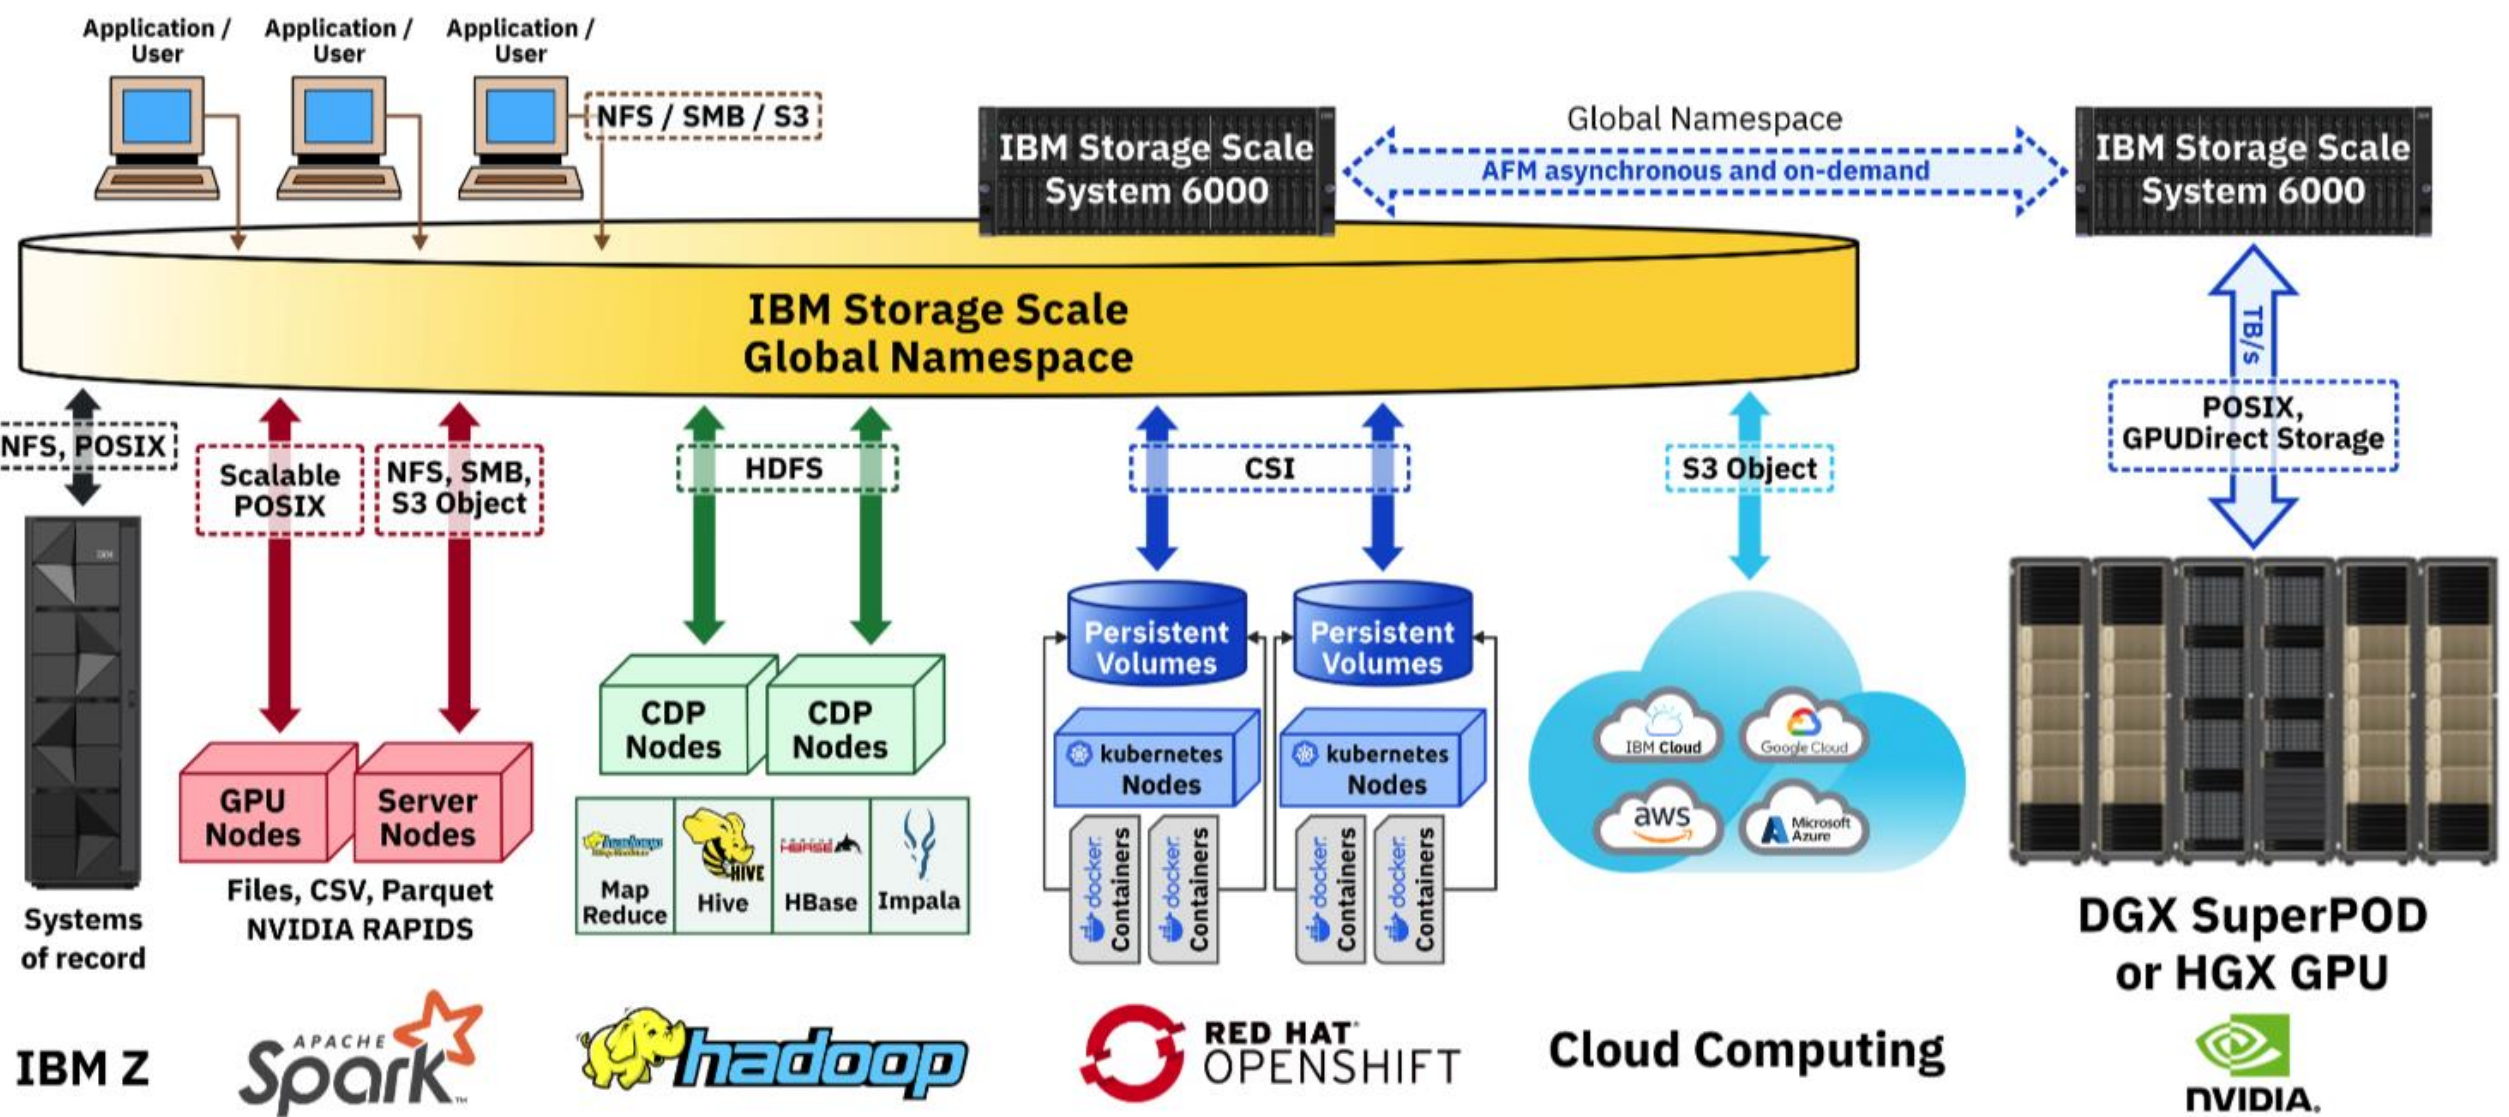 Application /
User
Application /
User
Application /
User
NFS / SMB / S3
IBM Storage Scale
System 6000
Global Namespace
AFM asynchronous and on-demand
IBM Storage Scale
System 6000
IBM Storage Scale
Global Namespace
TB/s
NFS, POSIX
Scalable
POSIX
NFS, SMB,
S3 Object
HDFS
CSI
S3 Object
POSIX,
GPUDirect Storage
Persistent
Volumes
Persistent
Volumes
CDP
Nodes
CDP
Nodes
kubernetes
Nodes
kubernetes
Nodes
IBM Cloud
Google Cloud
aws
Microsoft
Azure
GPU
Nodes
Server
Nodes
Files, CSV, Parquet
NVIDIA RAPIDS
hadoop
Map
Reduce
HIVE
Hive
APACHE
HBASE
HBase
Impala
docker
Containers
docker
Containers
docker
Containers
docker
Containers
Systems
of record
DGX SuperPOD
or HGX GPU
IBM Z
APACHE
Spark™
hadoop
RED HAT
OPENSHIFT
Cloud Computing
NVIDIA.